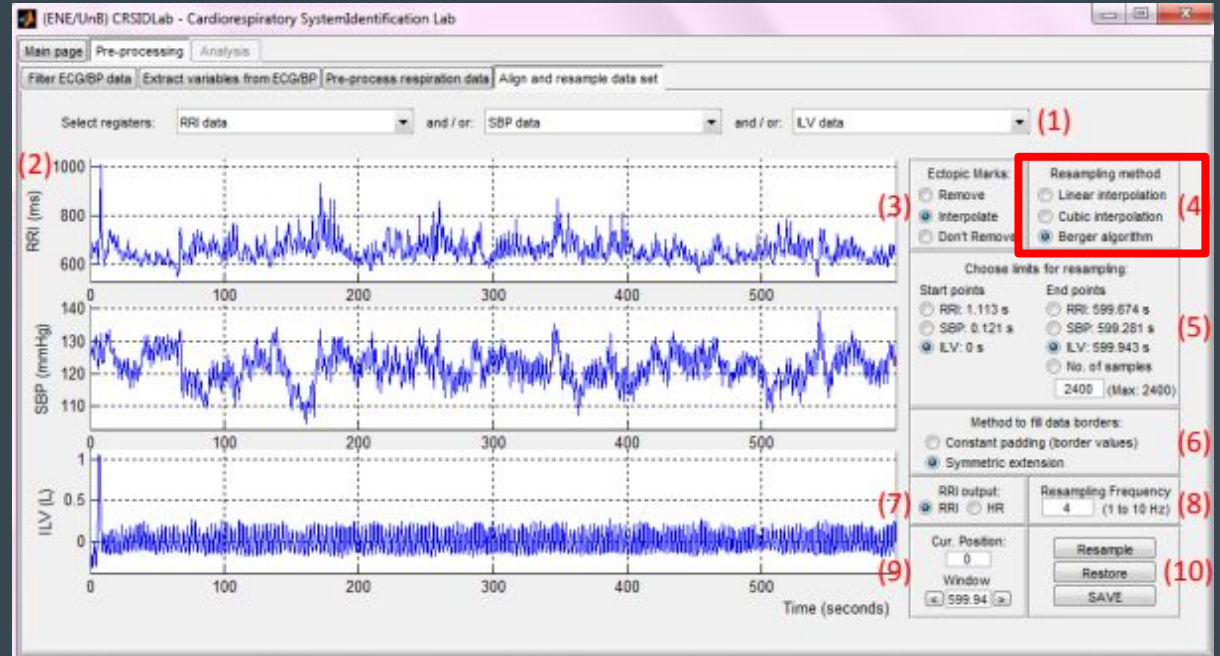 (ENE/UnB) CRSIDLab - Cardiorespiratory SystemIdentification Lab
Main page Pre-processing Analysis
Filter ECG/BP data Extract variables from ECG/BP Pre-process respiration data Align and resample data set
Select registers: RRI data and / or: SBP data and / or: ILV data (1)
(2)
RRI (ms)
1000
800
600
0 100 200 300 400 500
SBP (mmHg)
140
130
120
110
0 100 200 300 400 500
ILV (L)
1
0.5
0
0 100 200 300 400 500
Time (seconds)
(3)
Ectopic Marks:
Remove
Interpolate
Don't Remove
Resampling method
Linear interpolation
Cubic interpolation
Berger algorithm
(4)
Choose limits for resampling:
Start points
RRI: 1.113 s
SBP: 0.121 s
ILV: 0 s
End points
RRI: 599.674 s
SBP: 599.281 s
ILV: 599.943 s
No. of samples
2400 (Max: 2400)
(5)
Method to fill data borders:
Constant padding (border values)
Symmetric extension
(6)
(7)
RRI output:
RRI HR
Resampling Frequency
4 (1 to 10 Hz)
(8)
(9)
Cur. Position:
0
Window
< 599.94 >
Resample
Restore
SAVE
(10)